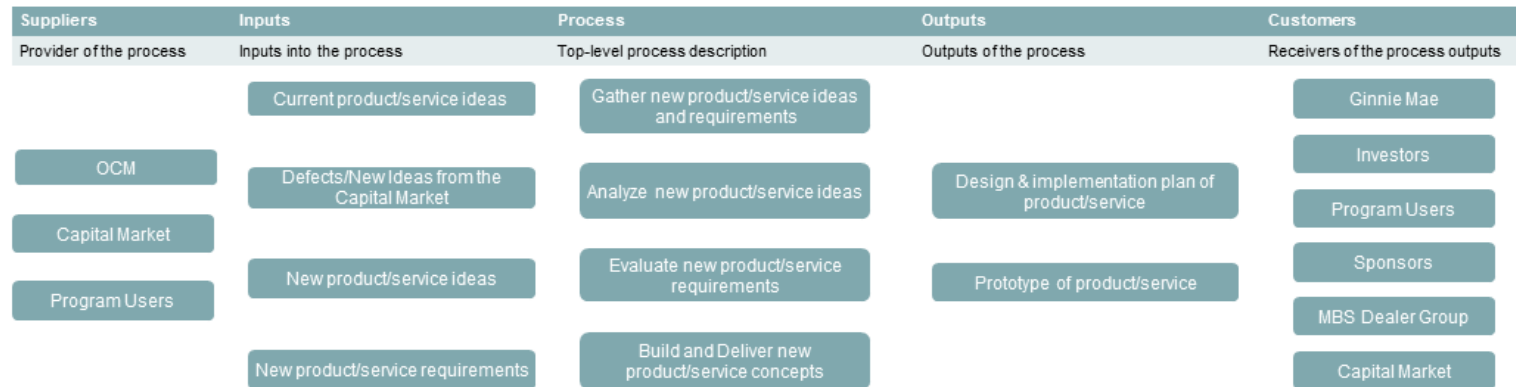 Suppliers
Inputs
Process
Outputs
Customers
Provider of the process
Inputs into the process
Top-level process description
Outputs of the process
Receivers of the process outputs
OCM
Capital Market
Program Users
Current product/service ideas
Defects/New Ideas from the
Capital Market
New product/service ideas
New product/service requirements
Gather new product/service ideas
and requirements
Analyze new product/service ideas
Evaluate new product/service
requirements
Build and Deliver new
product/service concepts
Design & implementation plan of
product/service
Prototype of product/service
Ginnie Mae
Investors
Program Users
Sponsors
MBS Dealer Group
Capital Market